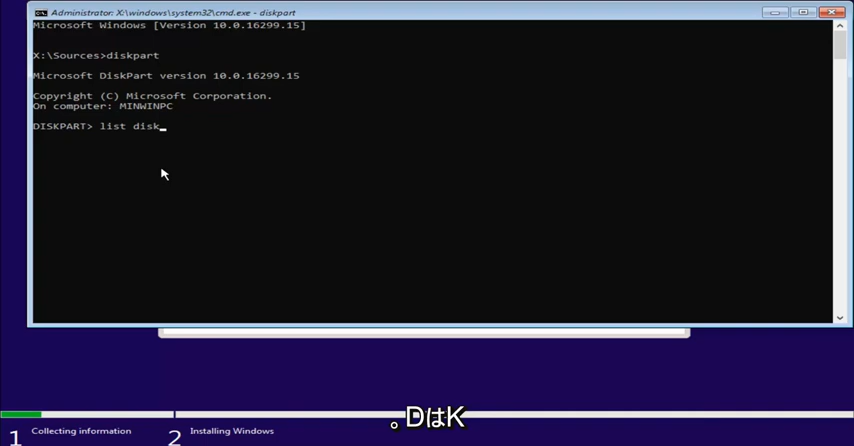 Administrator: X:\windows\system32\cmd.exe - diskpart
Microsoft Windows [Version 10.0.16299.15]
X:\Sources>diskpart
Microsoft DiskPart version 10.0.16299.15
Copyright (C) Microsoft Corporation.
On computer: MINWINPC
DISKPART> list disk_
。DはK
1 Collecting information 2 Installing Windows